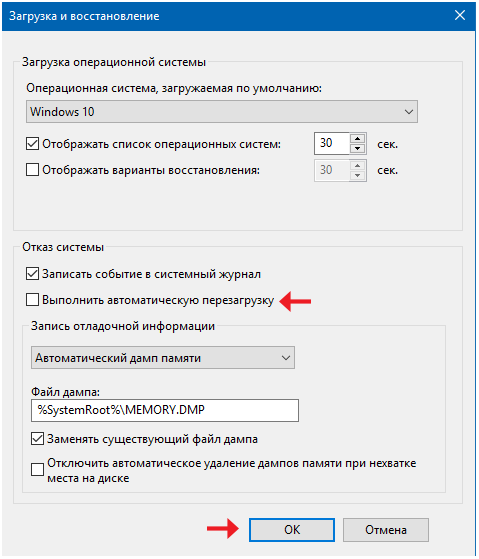 Загрузка и восстановление
Загрузка операционной системы
Операционная система, загружаемая по умолчанию:
Windows 10
Отображать список операционных систем: 30 сек.
Отображать варианты восстановления: 30 сек.
Отказ системы
Записать событие в системный журнал
Выполнить автоматическую перезагрузку
Запись отладочной информации
Автоматический дамп памяти
Файл дампа:
%SystemRoot%\MEMORY.DMP
Заменять существующий файл дампа
Отключить автоматическое удаление дампов памяти при нехватке
места на диске
OK Отмена